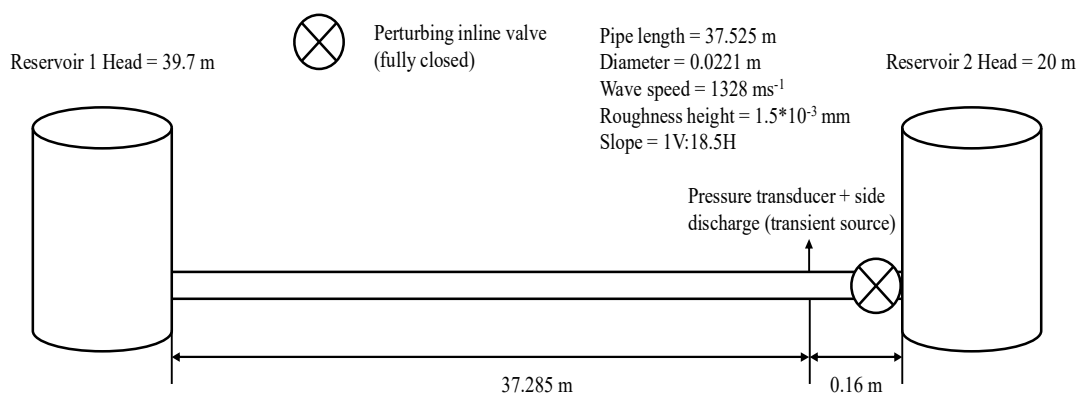 Perturbing inline valve
(fully closed)
Pipe length = 37.525 m
Diameter = 0.0221 m
Wave speed = 1328 ms⁻¹
Roughness height = 1.5*10⁻³ mm
Slope = 1V:18.5H
Reservoir 1 Head = 39.7 m
Reservoir 2 Head = 20 m
Pressure transducer + side
discharge (transient source)
37.285 m
0.16 m